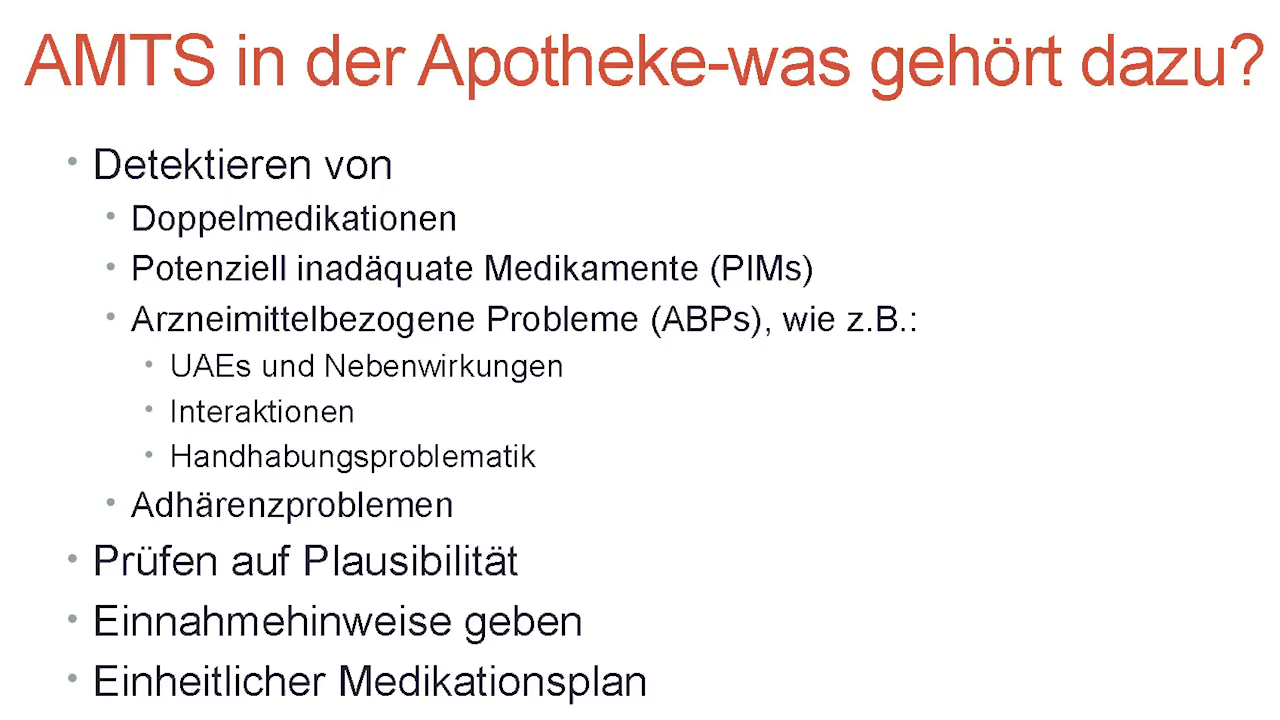 AMTS in der Apotheke-was gehört dazu?
• Detektieren von
• Doppelmedikationen
• Potenziell inadäquate Medikamente (PIMs)
• Arzneimittelbezogene Probleme (ABPs), wie z.B.:
• UAEs und Nebenwirkungen
• Interaktionen
• Handhabungsproblematik
• Adhärenzproblemen
• Prüfen auf Plausibilität
• Einnahmehinweise geben
• Einheitlicher Medikationsplan